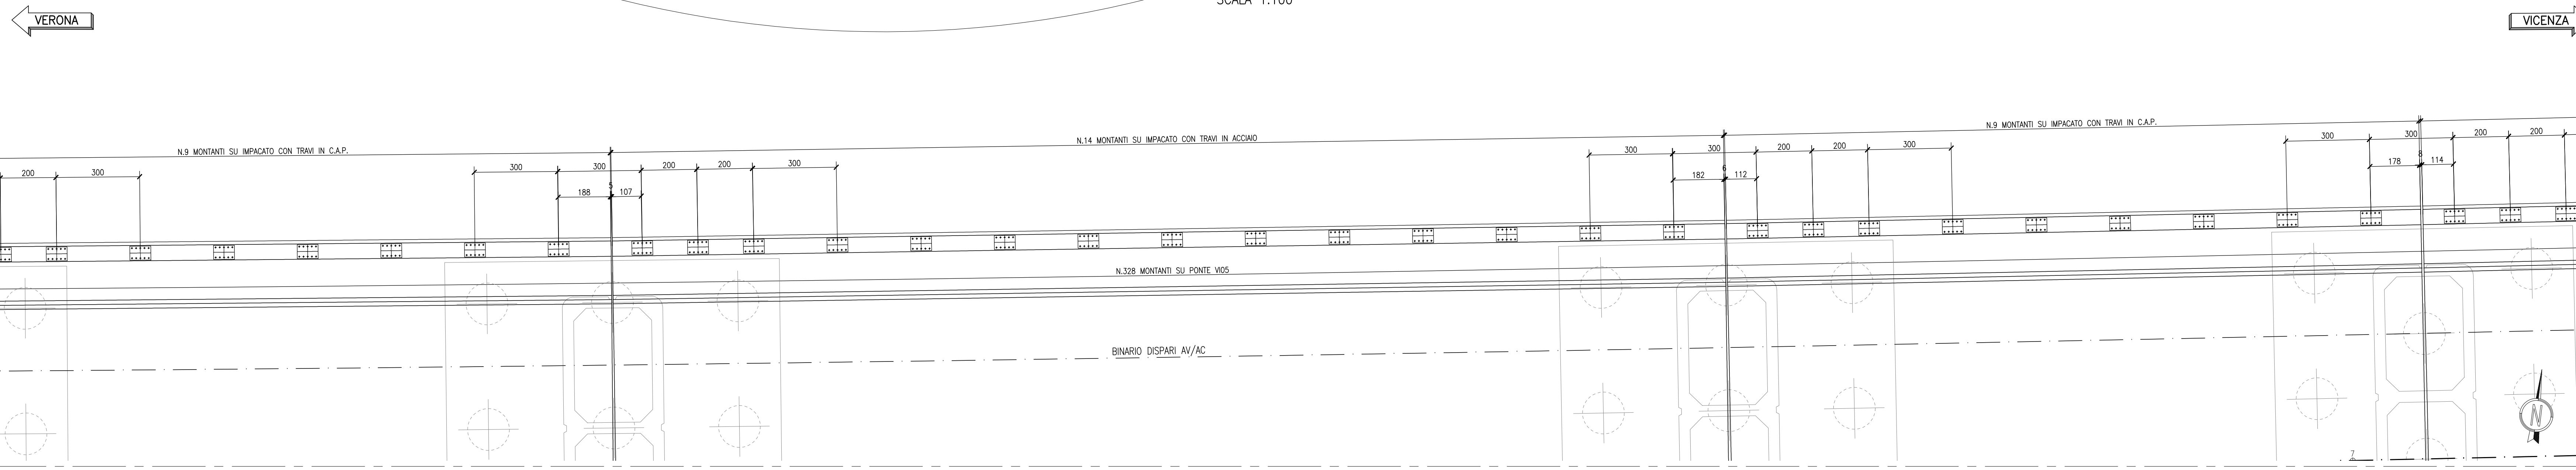 SCALA 1:100
VERONA
VICENZA
N.9 MONTANTI SU IMPACATO CON TRAVI IN C.A.P.
N.14 MONTANTI SU IMPACATO CON TRAVI IN ACCIAIO
N.9 MONTANTI SU IMPACATO CON TRAVI IN C.A.P.
200 300 300 300 200 200 300 300 300 200 200 300 300 300 200 200
188 5 107 182 6 112 178 8 114
N.328 MONTANTI SU PONTE VI05
BINARIO DISPARI AV/AC
N
7